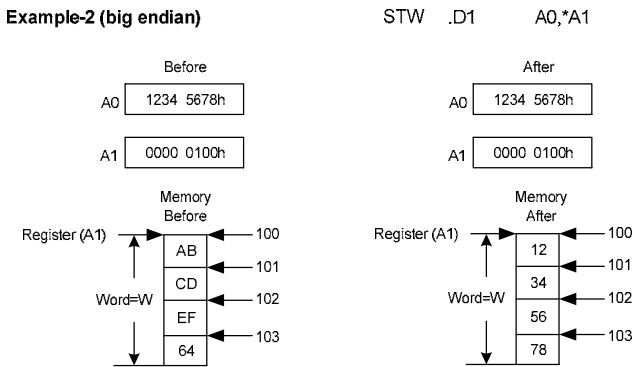 Example-2 (big endian) STW .D1 A0,*A1
Before After
A0 1234 5678h A0 1234 5678h
A1 0000 0100h A1 0000 0100h
Memory Memory
Before After
Register (A1) 100 Register (A1) 100
AB 12
101 101
CD 34
Word=W 102 Word=W 102
EF 56
103 103
64 78